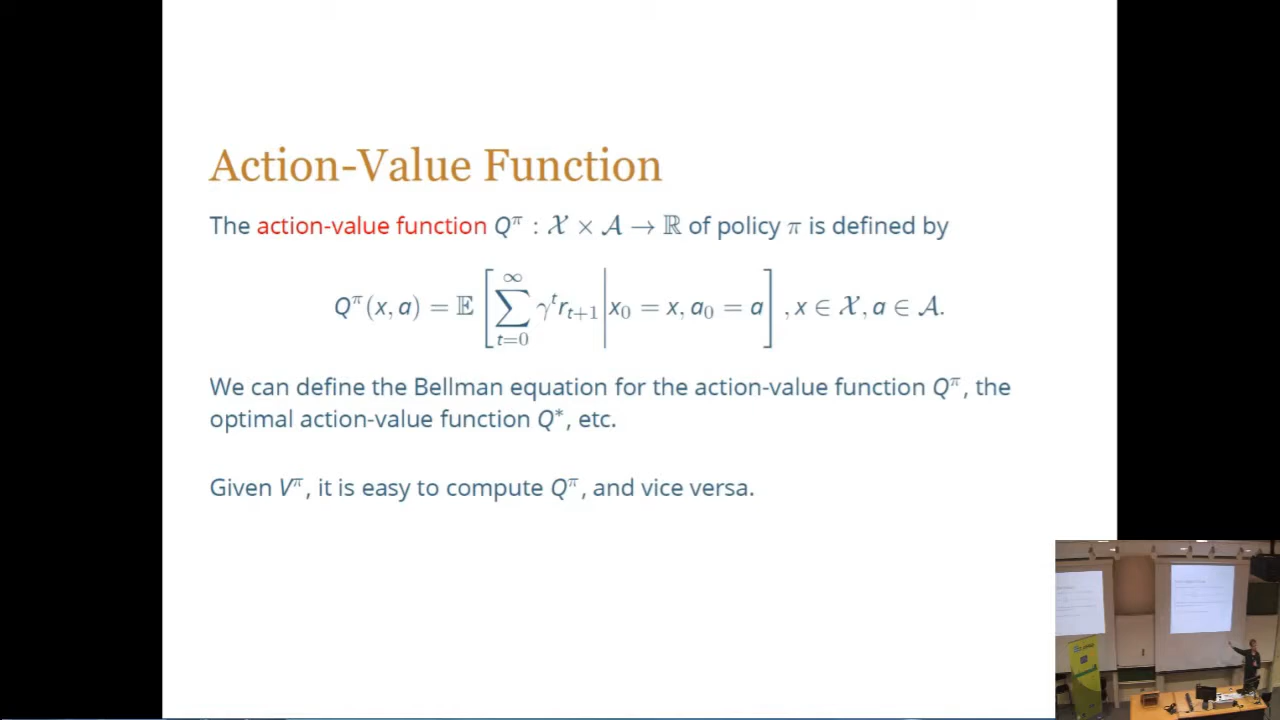 Action-Value Function
The action-value function Q^π : 𝒳 × 𝒜 → ℝ of policy π is defined by
Q^π(x, a) = 𝔼 [ ∑_{t=0}^{∞} γ^t r_{t+1} | x_0 = x, a_0 = a ] , x ∈ 𝒳, a ∈ 𝒜.
We can define the Bellman equation for the action-value function Q^π, the
optimal action-value function Q*, etc.
Given V^π, it is easy to compute Q^π, and vice versa.